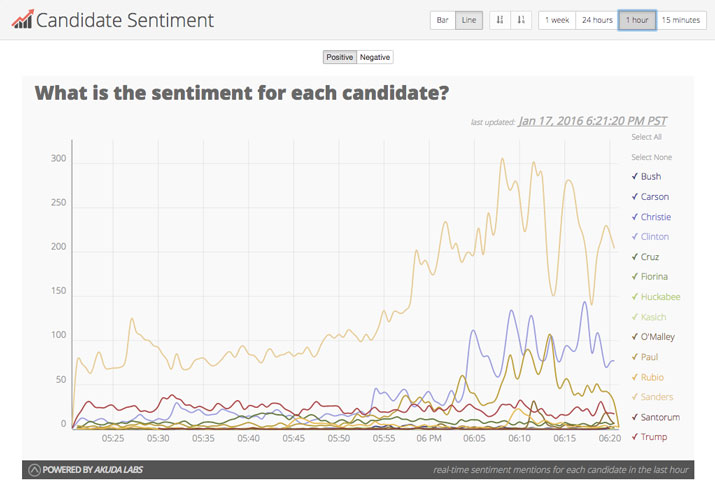 Candidate Sentiment
Bar Line 1 week 24 hours 1 hour 15 minutes
Positive Negative
What is the sentiment for each candidate?
last updated: Jan 17, 2016 6:21:20 PM PST
Select All
Select None
✓ Bush
✓ Carson
✓ Christie
✓ Clinton
✓ Cruz
✓ Fiorina
✓ Huckabee
✓ Kasich
✓ O'Malley
✓ Paul
✓ Rubio
✓ Sanders
✓ Santorum
✓ Trump
300
250
200
150
100
50
0
05:25 05:30 05:35 05:40 05:45 05:50 05:55 06 PM 06:05 06:10 06:15 06:20
POWERED BY AKUDA LABS real-time sentiment mentions for each candidate in the last hour